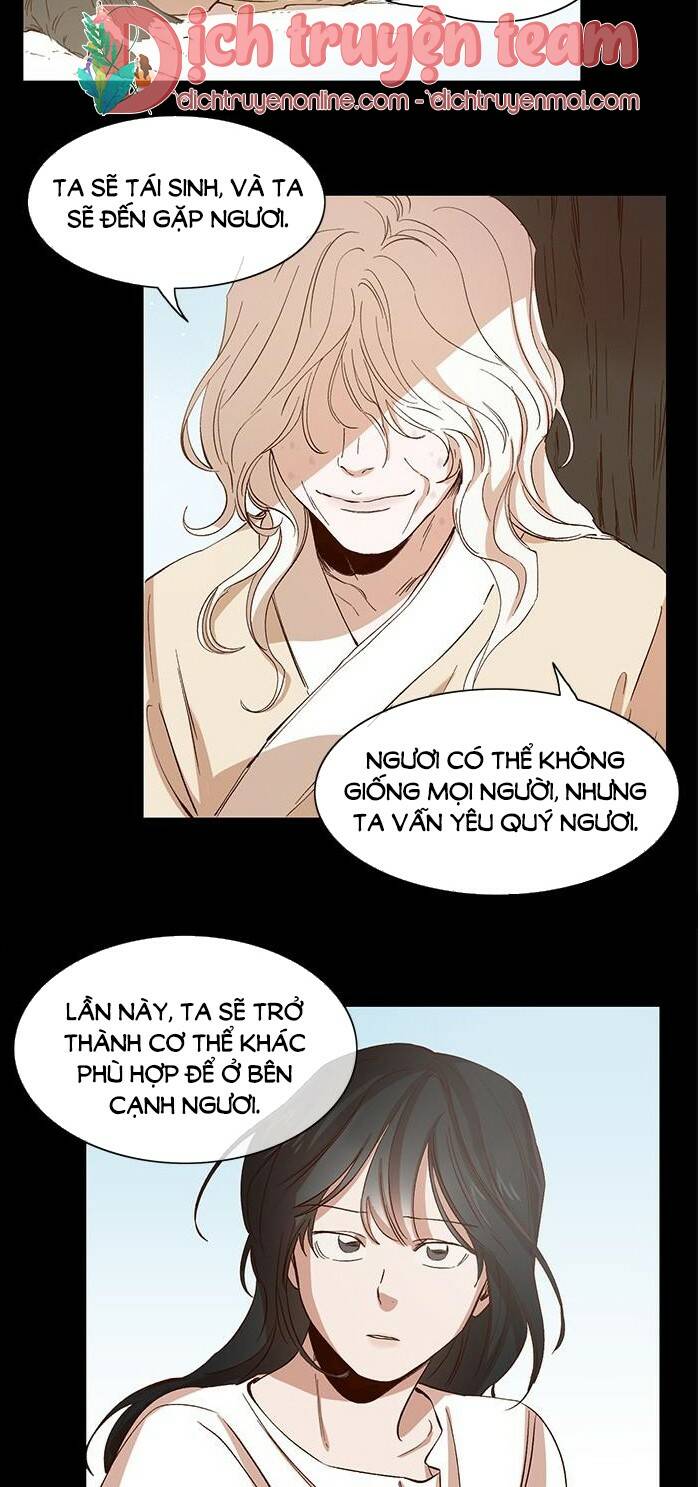 Dịch truyện team
dichtruyenonline.com - dichtruyenmoi.com
TA SẼ TÁI SINH, VÀ TA
SẼ ĐẾN GẶP NGƯƠI.
NGƯƠI CÓ THỂ KHÔNG
GIỐNG MỌI NGƯỜI, NHƯNG
TA VẪN YÊU QUÝ NGƯƠI.
LẦN NÀY, TA SẼ TRỞ
THÀNH CƠ THỂ KHÁC
PHÙ HỢP ĐỂ Ở BÊN
CẠNH NGƯƠI.